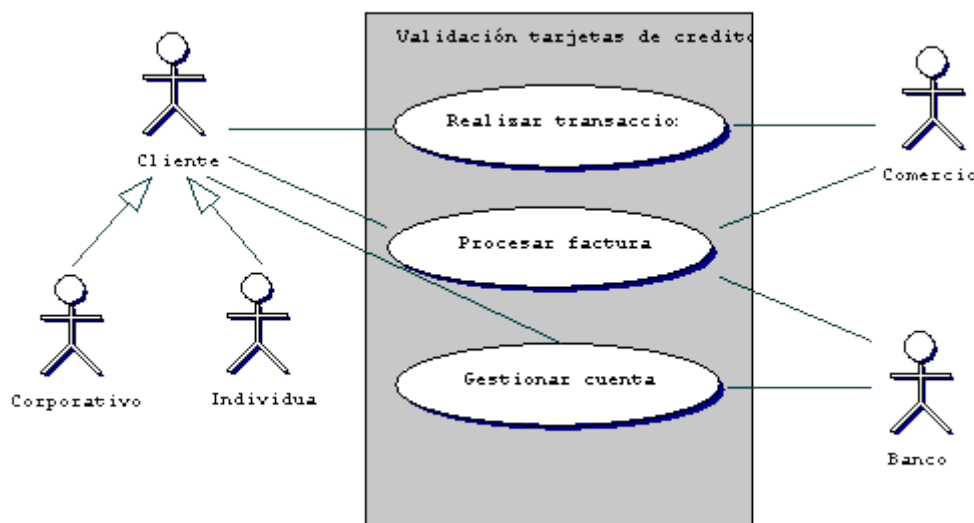 Validación tarjetas de credito
Realizar transaccio
Cliente
Comercio
Procesar factura
Corporativo
Individua
Gestionar cuenta
Banco